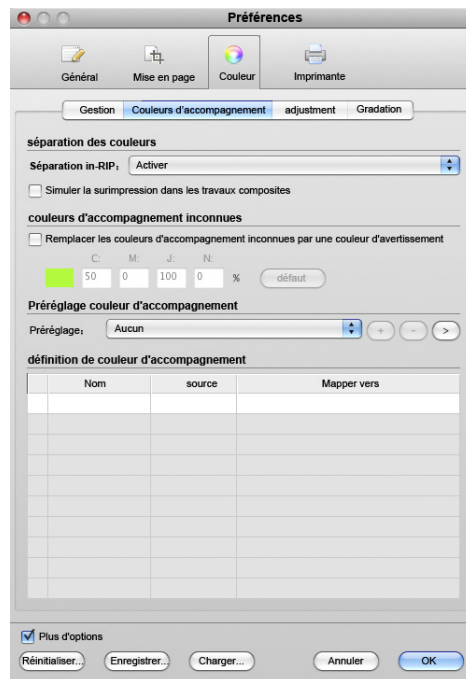 Préférences
Général Mise en page Couleur Imprimante
Gestion Couleurs d'accompagnement adjustment Gradation
séparation des couleurs
Séparation in-RIP: Activer
Simuler la surimpression dans les travaux composites
couleurs d'accompagnement inconnues
Remplacer les couleurs d'accompagnement inconnues par une couleur d'avertissement
C: M: J: N:
50 0 100 0 % défaut
Préréglage couleur d'accompagnement
Préréglage: Aucun + - >
définition de couleur d'accompagnement
Nom source Mapper vers
Plus d'options
Réinitialiser... Enregistrer... Charger... Annuler OK